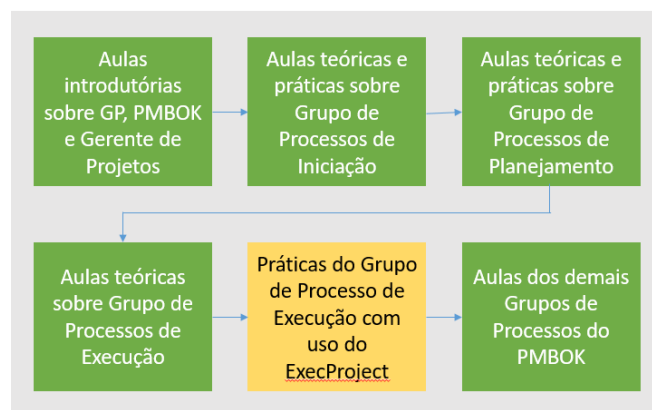 Aulas
introdutórias
sobre GP, PMBOK
e Gerente de
Projetos
Aulas teóricas e
práticas sobre
Grupo de
Processos de
Iniciação
Aulas teóricas e
práticas sobre
Grupo de
Processos de
Planejamento
Aulas teóricas
sobre Grupo de
Processos de
Execução
Práticas do Grupo
de Processo de
Execução com
uso do
ExecProject
Aulas dos demais
Grupos de
Processos do
PMBOK